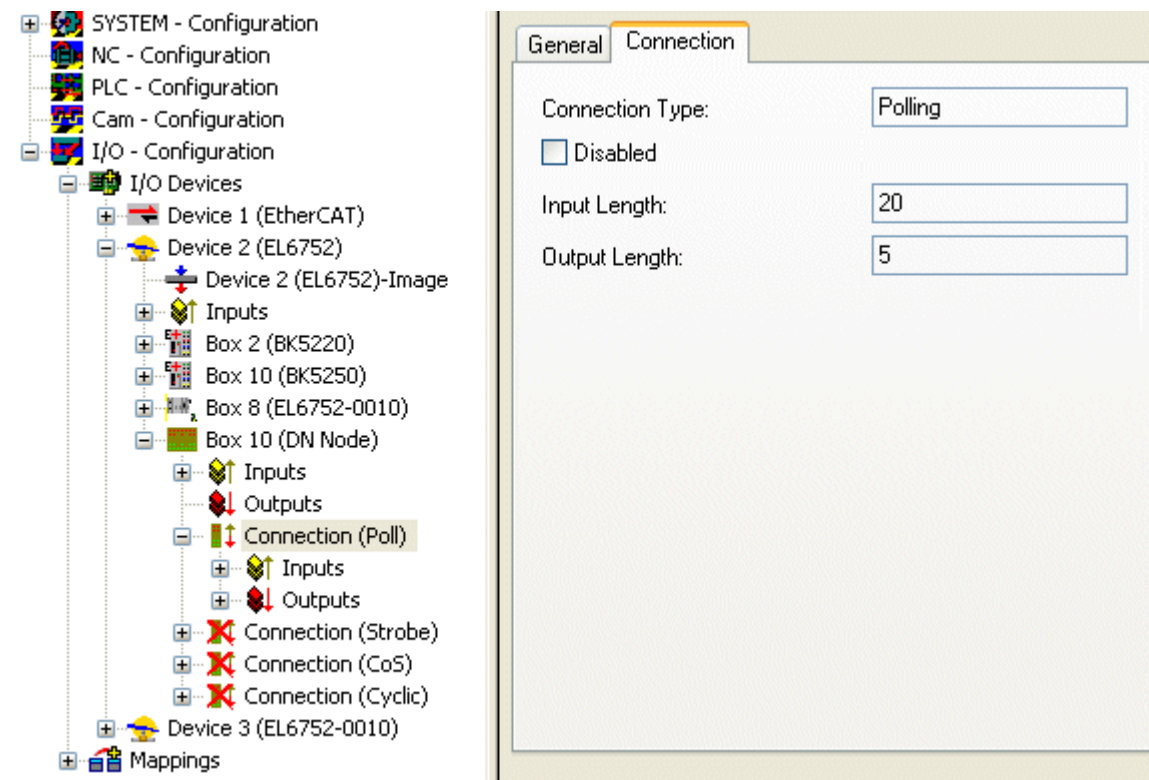 SYSTEM - Configuration
NC - Configuration
PLC - Configuration
Cam - Configuration
I/O - Configuration
I/O Devices
Device 1 (EtherCAT)
Device 2 (EL6752)
Device 2 (EL6752)-Image
Inputs
Box 2 (BK5220)
Box 10 (BK5250)
Box 8 (EL6752-0010)
Box 10 (DN Node)
Inputs
Outputs
Connection (Poll)
Inputs
Outputs
Connection (Strobe)
Connection (CoS)
Connection (Cyclic)
Device 3 (EL6752-0010)
Mappings
General Connection
Connection Type: Polling
Disabled
Input Length: 20
Output Length: 5